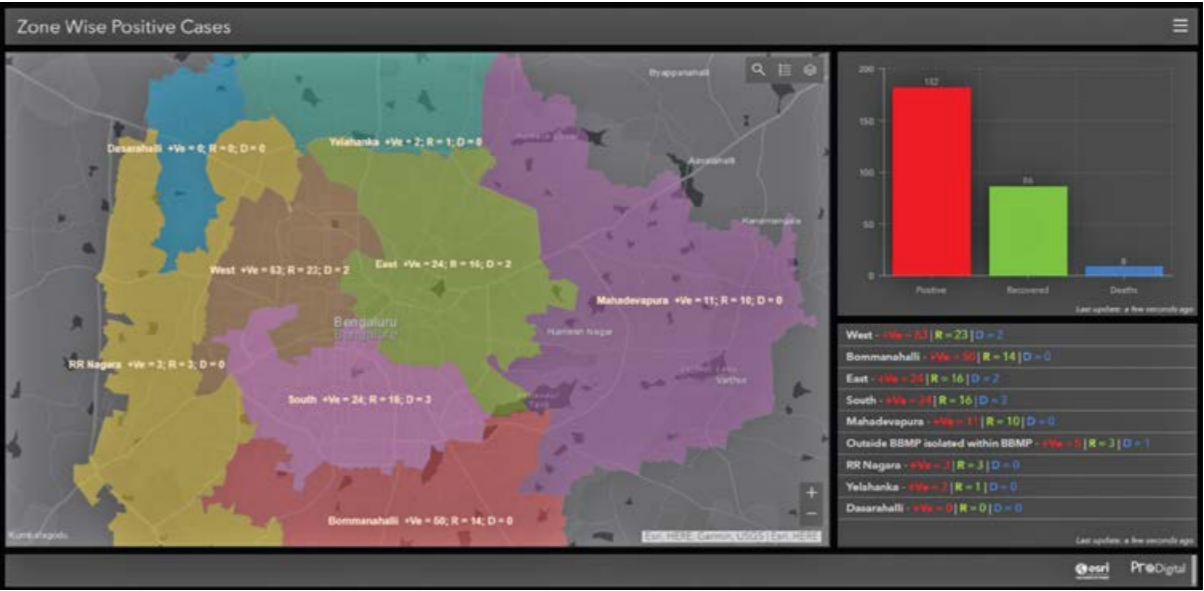 Zone Wise Positive Cases
Byappanahalli
Dasarahalli +Ve = 0; R = 0; D = 0
Yelahanka +Ve = 2; R = 1; D = 0
Avalahalli
Kannamangala
West +Ve = 63; R = 23; D = 2
East +Ve = 24; R = 16; D = 2
Mahadevapura +Ve = 11; R = 10; D = 0
Bengaluru
Bangalore
RR Nagara +Ve = 3; R = 3; D = 0
Varthur
South +Ve = 24; R = 16; D = 3
Bommanahalli +Ve = 50; R = 14; D = 0
Kumbalagodu
Esri, HERE, Garmin, USGS | Esri, HERE
200
182
150
100
86
50
8
0
Positive Recovered Deaths
Last update: a few seconds ago
West - +Ve = 63 | R = 23 | D = 2
Bommanahalli - +Ve = 50 | R = 14 | D = 0
East - +Ve = 24 | R = 16 | D = 2
South - +Ve = 24 | R = 16 | D = 3
Mahadevapura - +Ve = 11 | R = 10 | D = 0
Outside BBMP isolated within BBMP - +Ve = 5 | R = 3 | D = 1
RR Nagara - +Ve = 3 | R = 3 | D = 0
Yelahanka - +Ve = 2 | R = 1 | D = 0
Dasarahalli - +Ve = 0 | R = 0 | D = 0
Last update: a few seconds ago
esri ProDigital